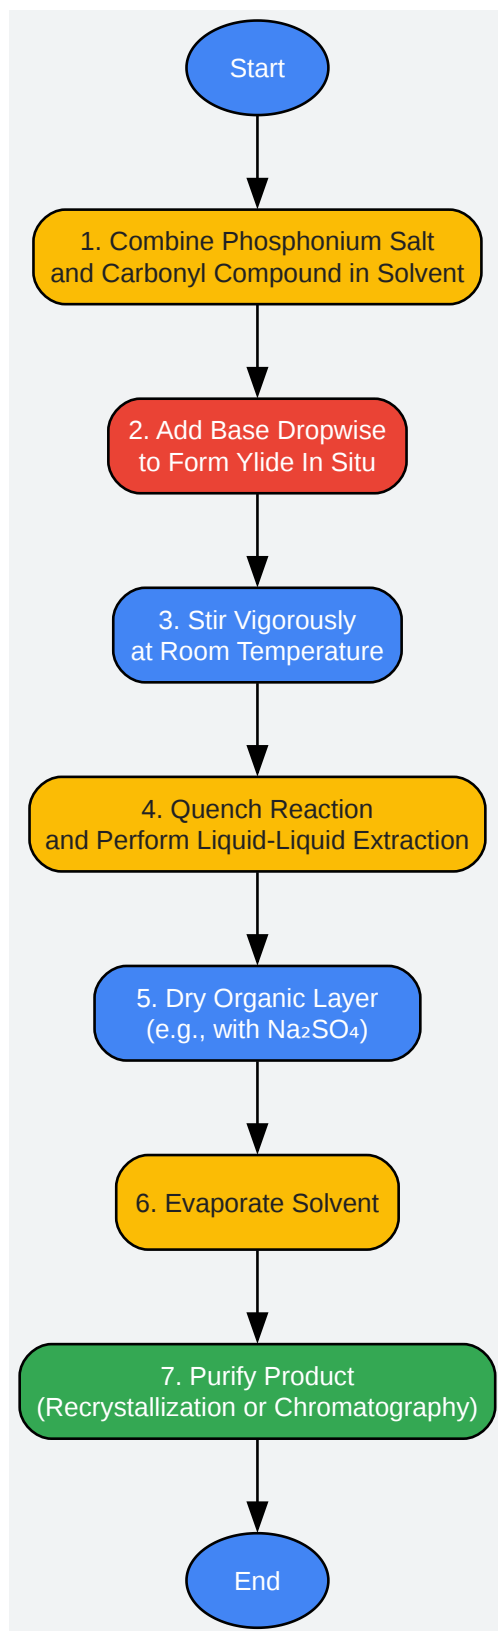 Start
1. Combine Phosphonium Salt
and Carbonyl Compound in Solvent
2. Add Base Dropwise
to Form Ylide In Situ
3. Stir Vigorously
at Room Temperature
4. Quench Reaction
and Perform Liquid-Liquid Extraction
5. Dry Organic Layer
(e.g., with Na₂SO₄)
6. Evaporate Solvent
7. Purify Product
(Recrystallization or Chromatography)
End